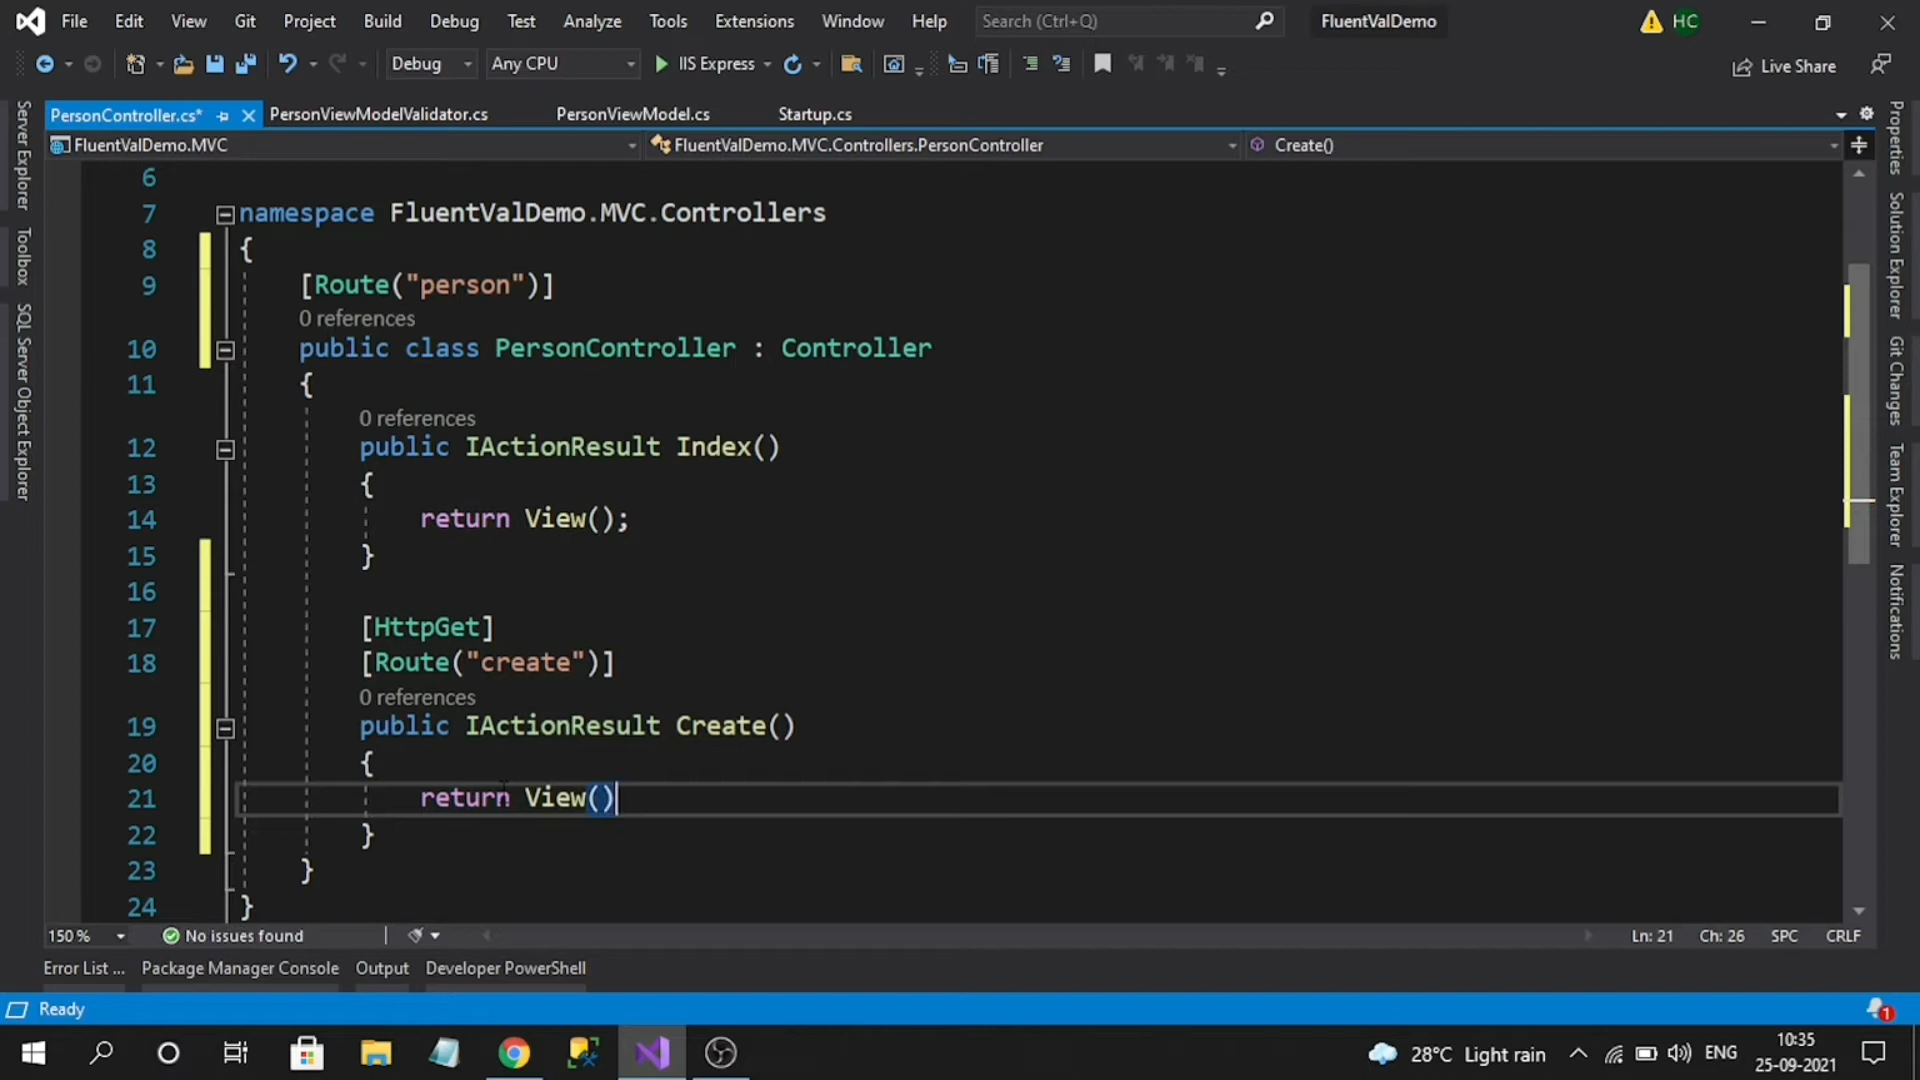 File Edit View Git Project Build Debug Test Analyze Tools Extensions Window Help Search (Ctrl+Q) FluentValDemo HC
Debug Any CPU IIS Express Live Share
PersonController.cs* PersonViewModelValidator.cs PersonViewModel.cs Startup.cs
FluentValDemo.MVC FluentValDemo.MVC.Controllers.PersonController Create()
Server Explorer
Toolbox
SQL Server Object Explorer
6
7 namespace FluentValDemo.MVC.Controllers
8 {
9 [Route("person")]
0 references
10 public class PersonController : Controller
11 {
0 references
12 public IActionResult Index()
13 {
14 return View();
15 }
16
17 [HttpGet]
18 [Route("create")]
0 references
19 public IActionResult Create()
20 {
21 return View()
22 }
23 }
24 }
Properties
Solution Explorer
Git Changes
Team Explorer
Notifications
150 % No issues found Ln: 21 Ch: 26 SPC CRLF
Error List ... Package Manager Console Output Developer PowerShell
Ready 1
28°C Light rain ENG 10:35
25-09-2021